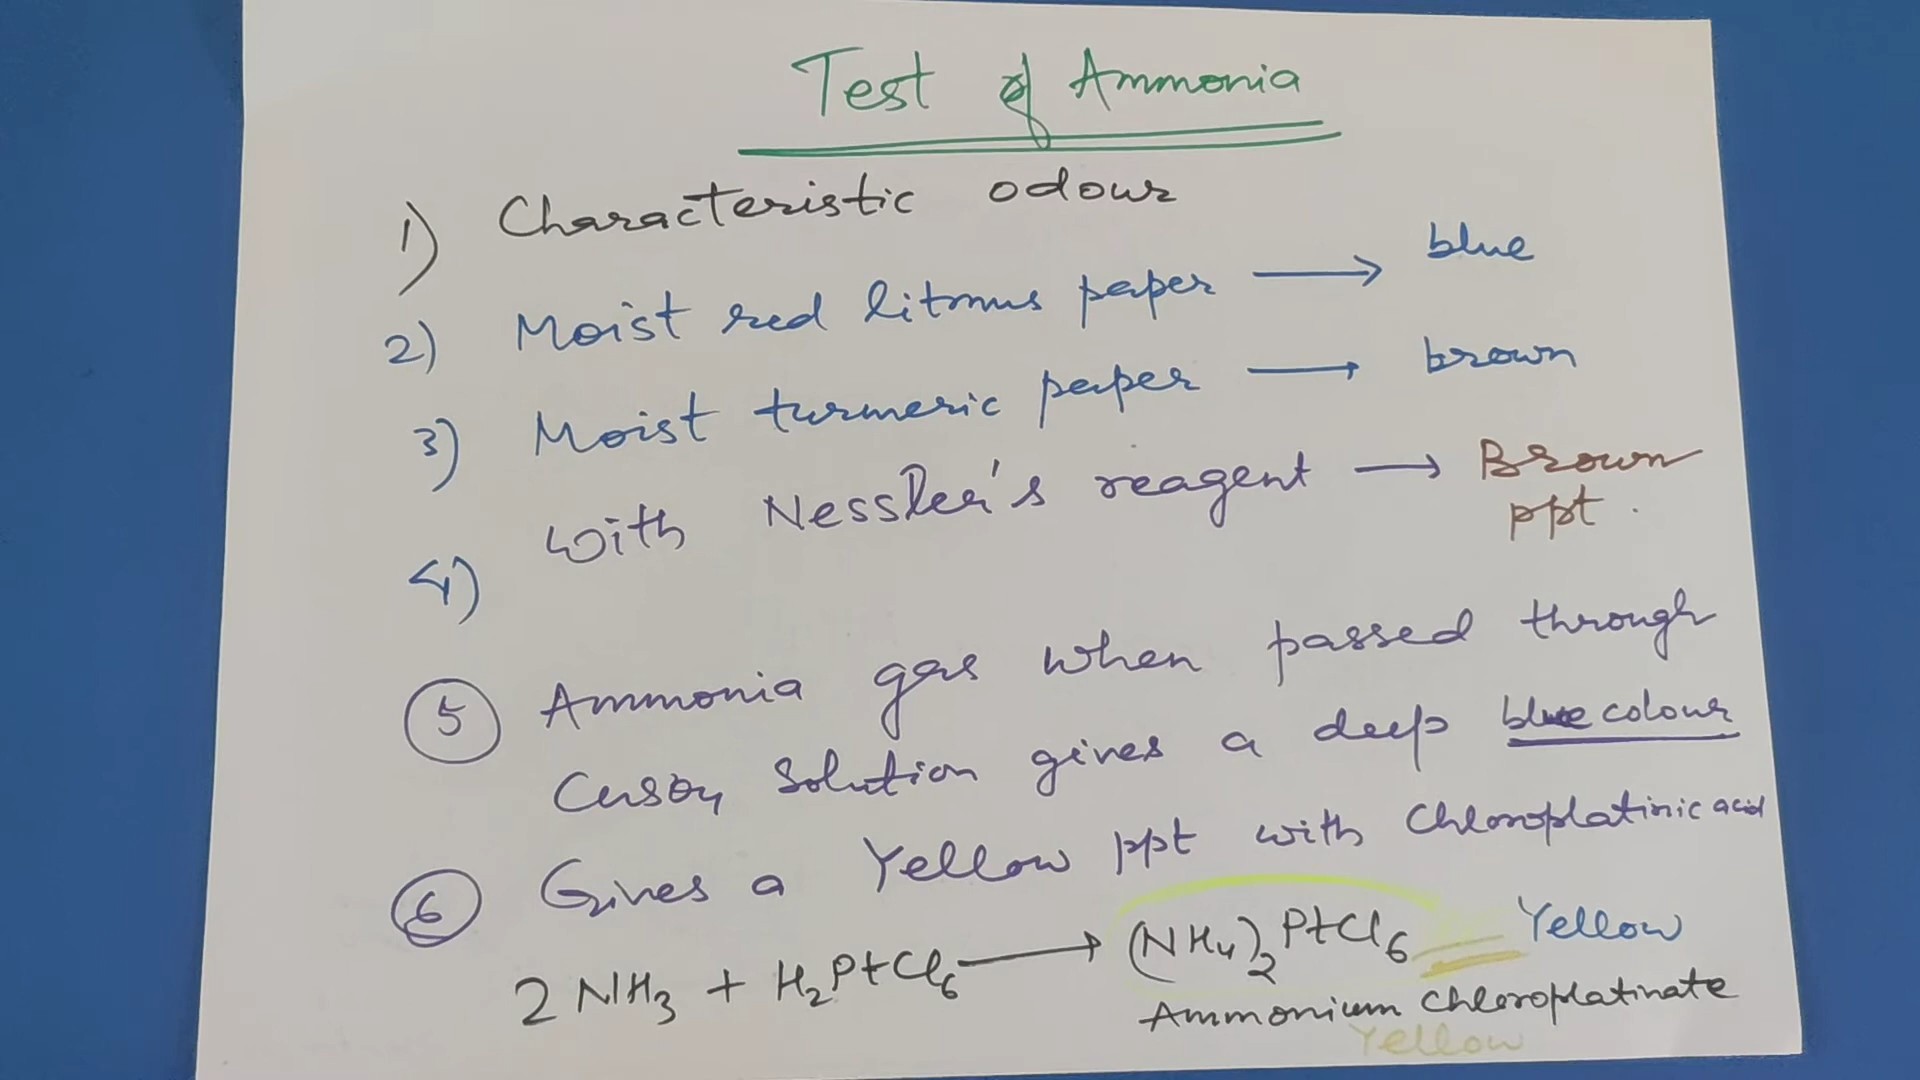 Test of Ammonia
1) Characteristic odour
2) Moist red litmus paper → blue
3) Moist turmeric paper → brown
4) With Nessler's reagent → Brown ppt.
5 Ammonia gas when passed through
CuSO4 Solution gives a deep blue colour
6 Gives a Yellow ppt with Chloroplatinic acid
2 NH3 + H2PtCl6 → (NH4)2PtCl6 Yellow
Ammonium Chloroplatinate
Yellow